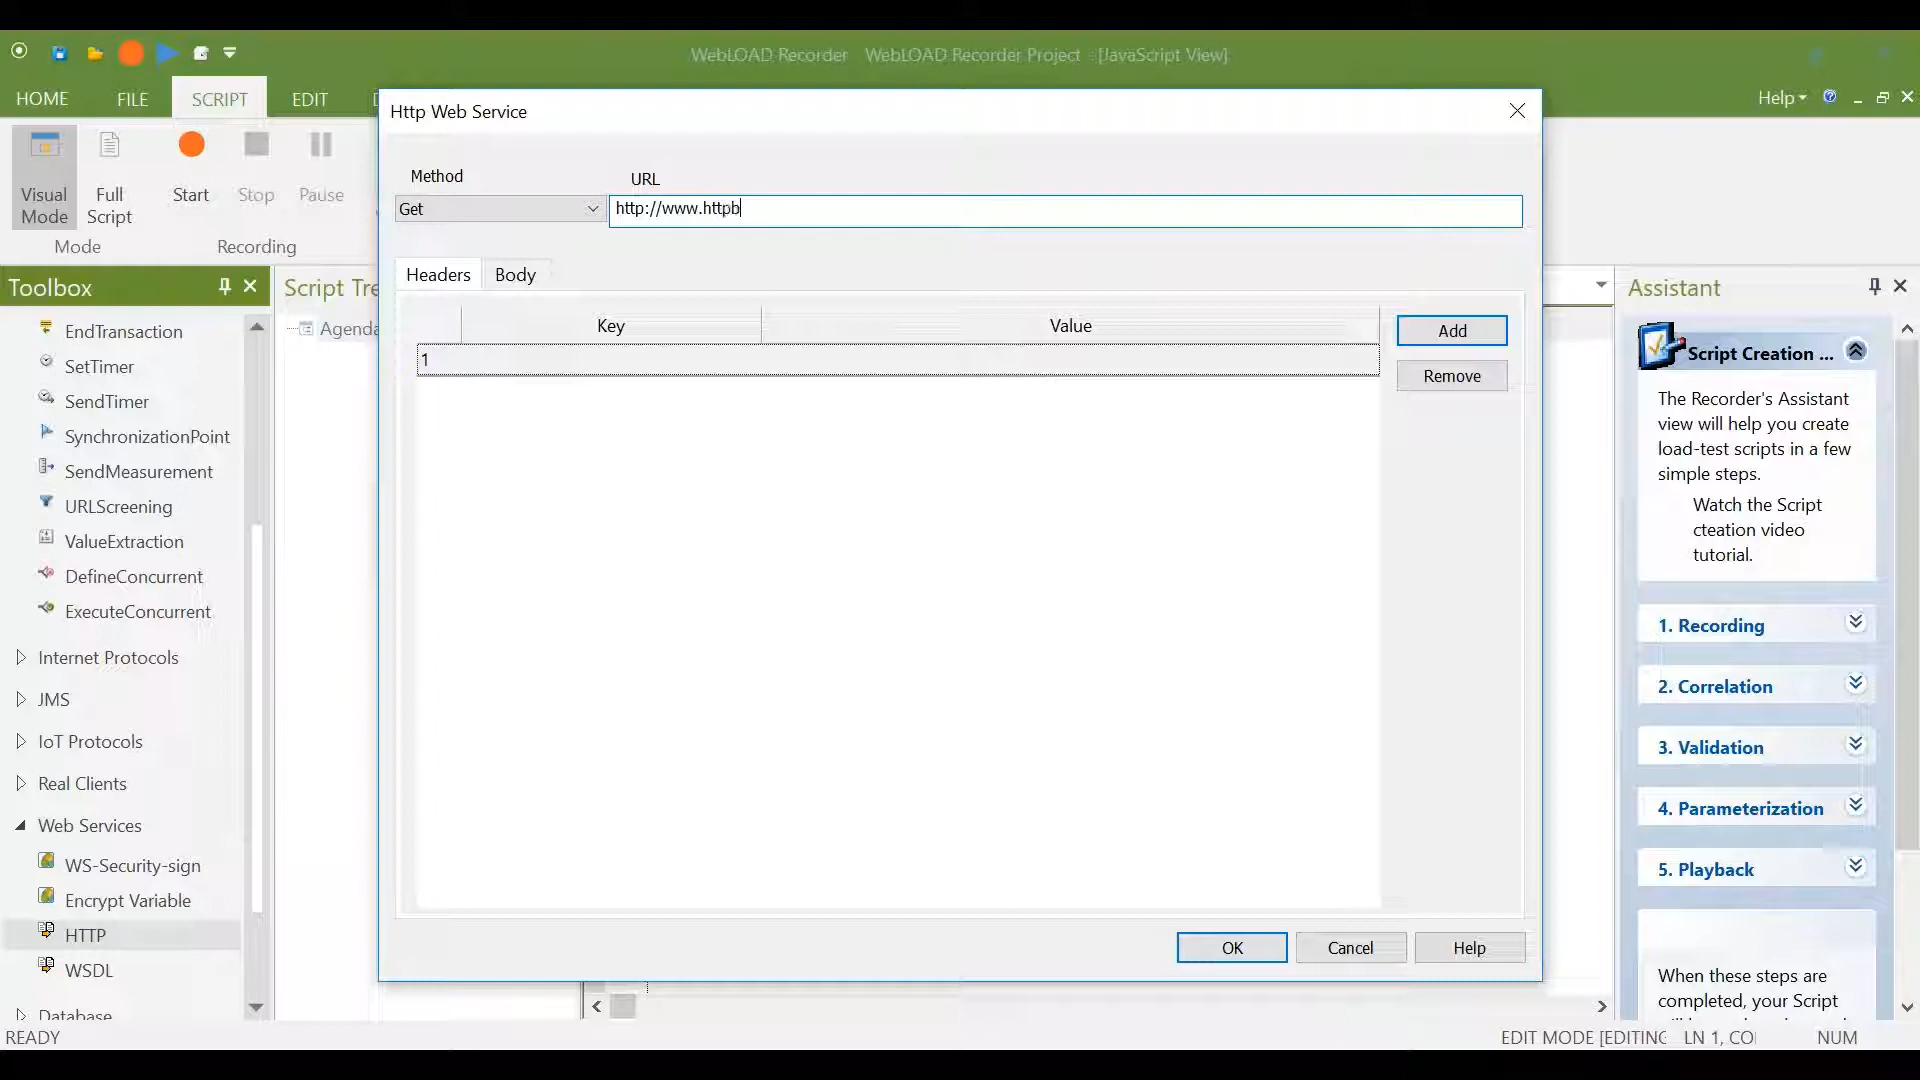 WebLOAD Recorder   WebLOAD Recorder Project - [JavaScript View]
HOME FILE SCRIPT EDIT
Help
Visual Mode
Full Script
Start
Stop
Pause
Mode
Recording
Http Web Service
Method
URL
Get
http://www.httpb
Headers
Body
Key
Value
1
Add
Remove
OK
Cancel
Help
Toolbox
EndTransaction
SetTimer
SendTimer
SynchronizationPoint
SendMeasurement
URLScreening
ValueExtraction
DefineConcurrent
ExecuteConcurrent
Internet Protocols
JMS
IoT Protocols
Real Clients
Web Services
WS-Security-sign
Encrypt Variable
HTTP
WSDL
Database
Script Tre
Agenda
Assistant
Script Creation ...
The Recorder's Assistant
view will help you create
load-test scripts in a few
simple steps.
Watch the Script
cteation video
tutorial.
1. Recording
2. Correlation
3. Validation
4. Parameterization
5. Playback
When these steps are
completed, your Script
READY
EDIT MODE [EDITING
LN 1, CO
NUM